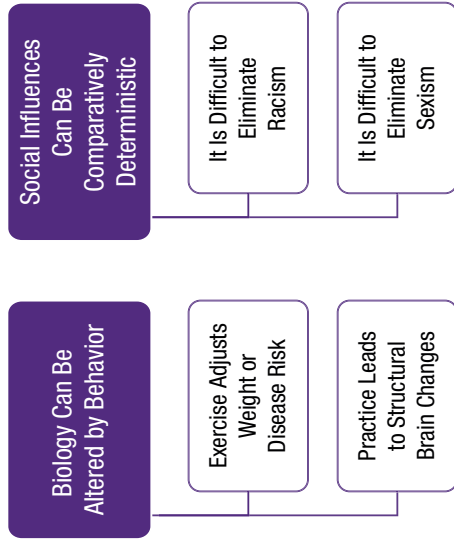 Biology Can Be
Altered by Behavior
Exercise Adjusts
Weight or
Disease Risk
Practice Leads
to Structural
Brain Changes
Social Influences
Can Be
Comparatively
Deterministic
It Is Difficult to
Eliminate
Racism
It Is Difficult to
Eliminate
Sexism